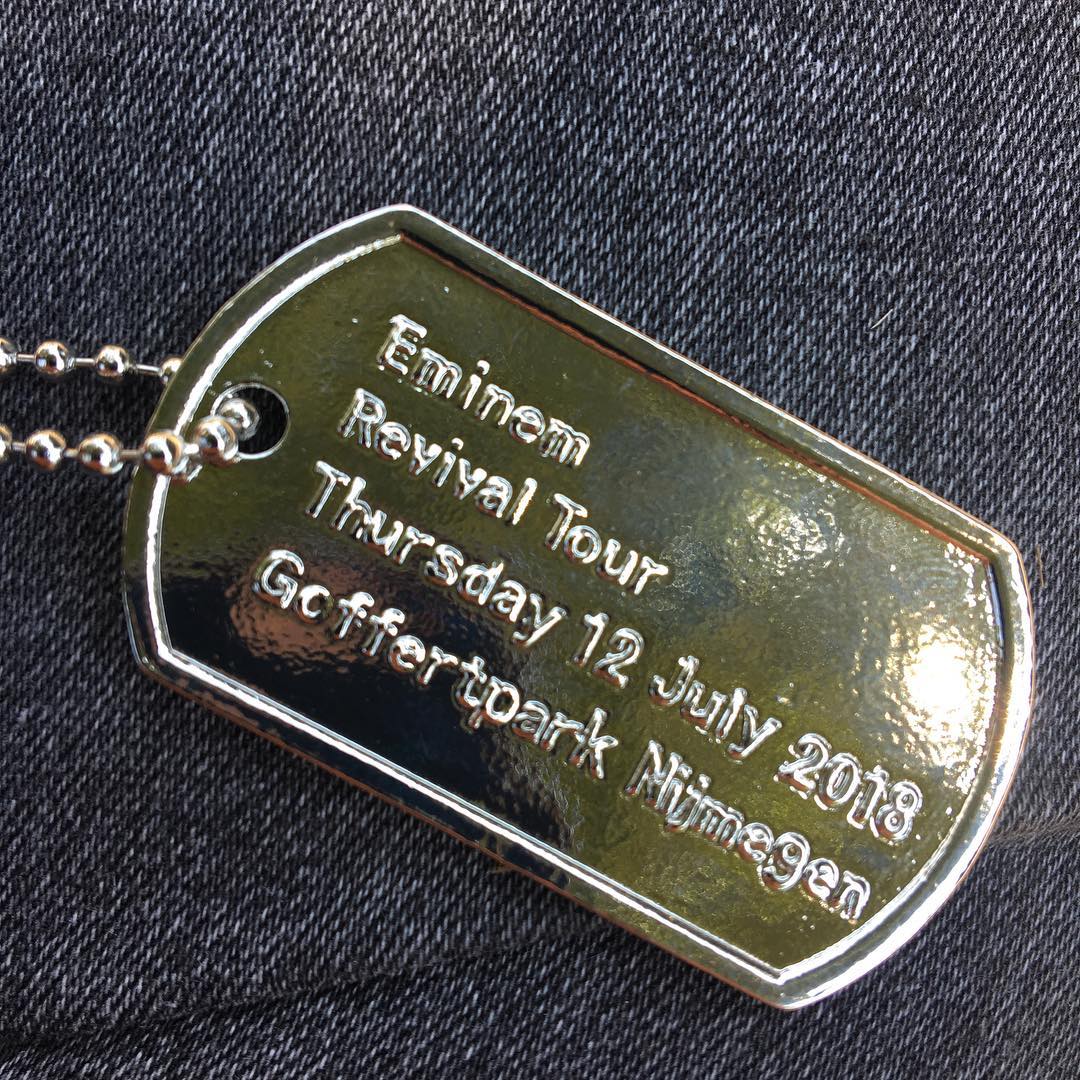 Eminem
Revival Tour
Thursday 12 July 2018
Goffertpark Nijmegen